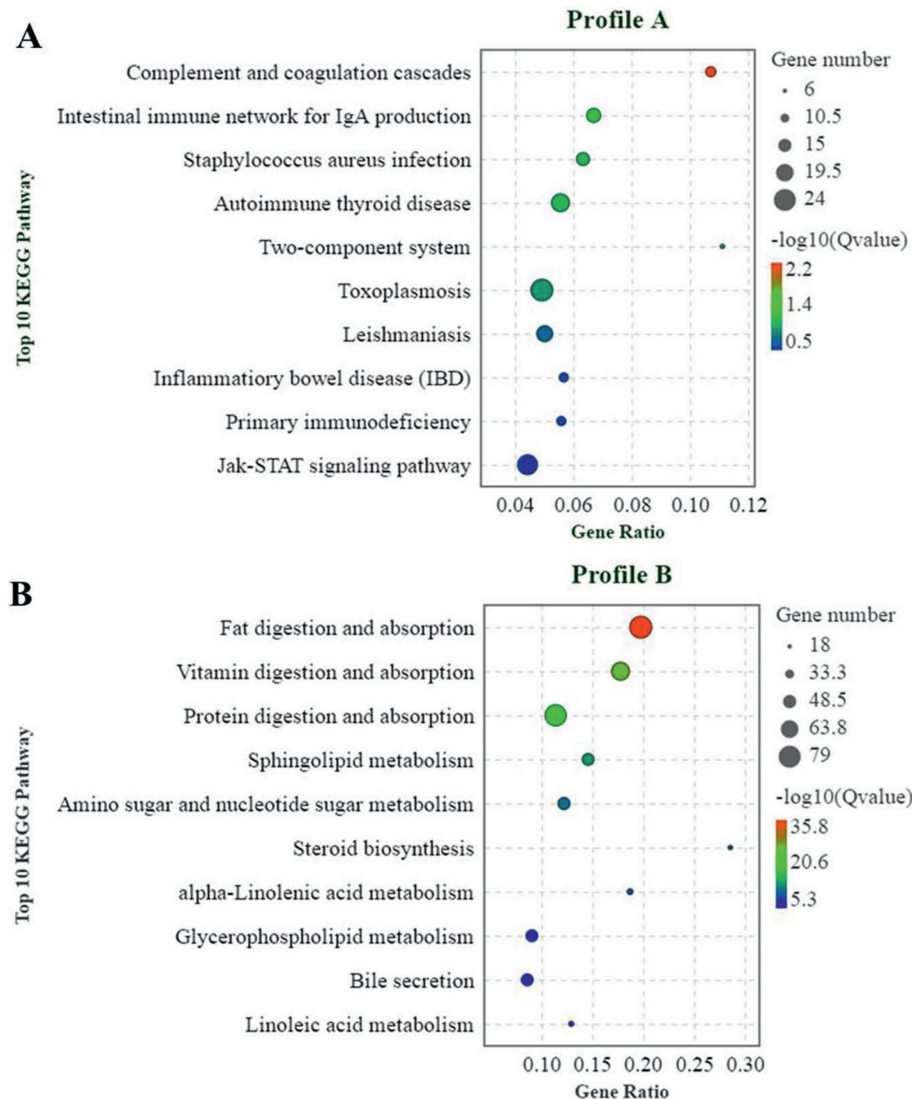 A
Profile A
Top 10 KEGG Pathway
Complement and coagulation cascades
Intestinal immune network for IgA production
Staphylococcus aureus infection
Autoimmune thyroid disease
Two-component system
Toxoplasmosis
Leishmaniasis
Inflammatiory bowel disease (IBD)
Primary immunodeficiency
Jak-STAT signaling pathway
0.04 0.06 0.08 0.10 0.12
Gene Ratio
Gene number
6
10.5
15
19.5
24
-log10(Qvalue)
2.2
1.4
0.5
B
Profile B
Top 10 KEGG Pathway
Fat digestion and absorption
Vitamin digestion and absorption
Protein digestion and absorption
Sphingolipid metabolism
Amino sugar and nucleotide sugar metabolism
Steroid biosynthesis
alpha-Linolenic acid metabolism
Glycerophospholipid metabolism
Bile secretion
Linoleic acid metabolism
0.10 0.15 0.20 0.25 0.30
Gene Ratio
Gene number
18
33.3
48.5
63.8
79
-log10(Qvalue)
35.8
20.6
5.3